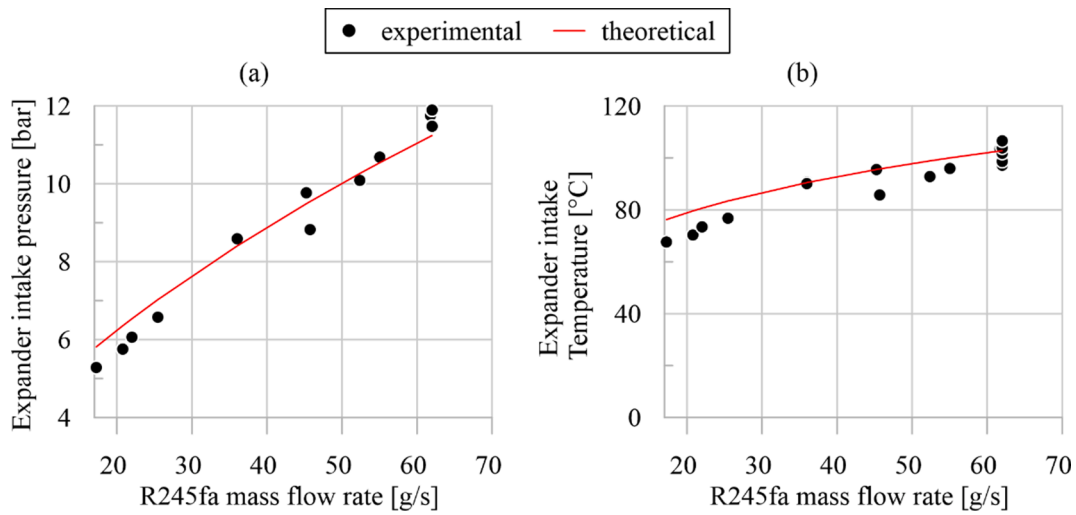 experimental theoretical
(a)
Expander intake pressure [bar]
12
10
8
6
4
20 30 40 50 60 70
R245fa mass flow rate [g/s]
(b)
Expander intake
Temperature [°C]
120
80
40
0
20 30 40 50 60 70
R245fa mass flow rate [g/s]